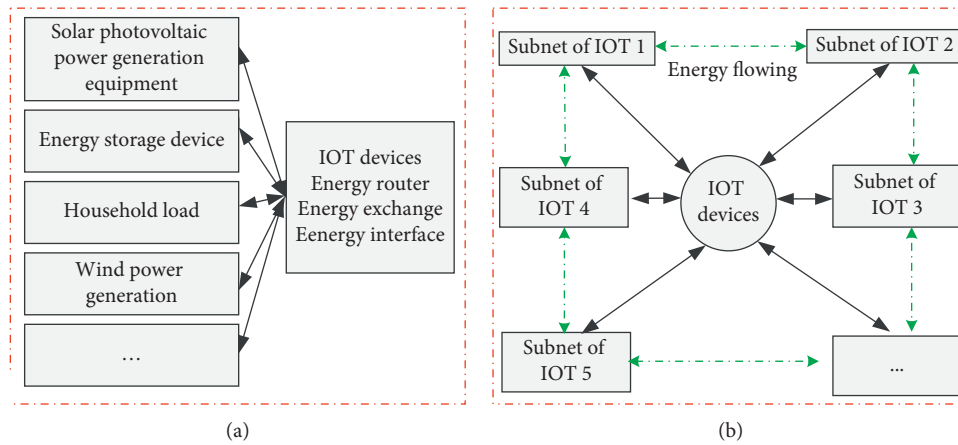 Solar photovoltaic
power generation
equipment
Energy storage device
Household load
Wind power
generation
...
IOT devices
Energy router
Energy exchange
Eenergy interface
(a)
Subnet of IOT 1
Subnet of IOT 2
Energy flowing
Subnet of
IOT 4
IOT
devices
Subnet of
IOT 3
Subnet of
IOT 5
...
(b)